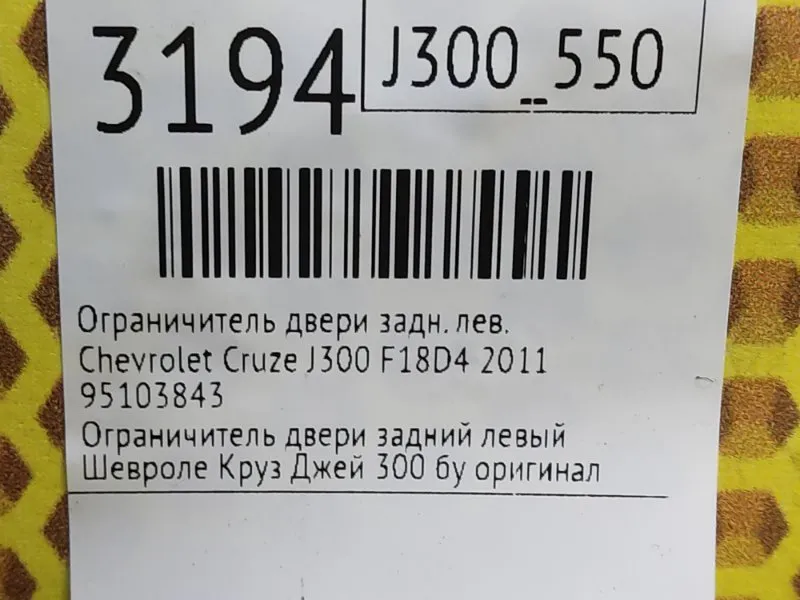 3194
J300_550
Ограничитель двери задн. лев.
Chevrolet Cruze J300 F18D4 2011
95103843
Ограничитель двери задний левый
Шевроле Круз Джей 300 бу оригинал